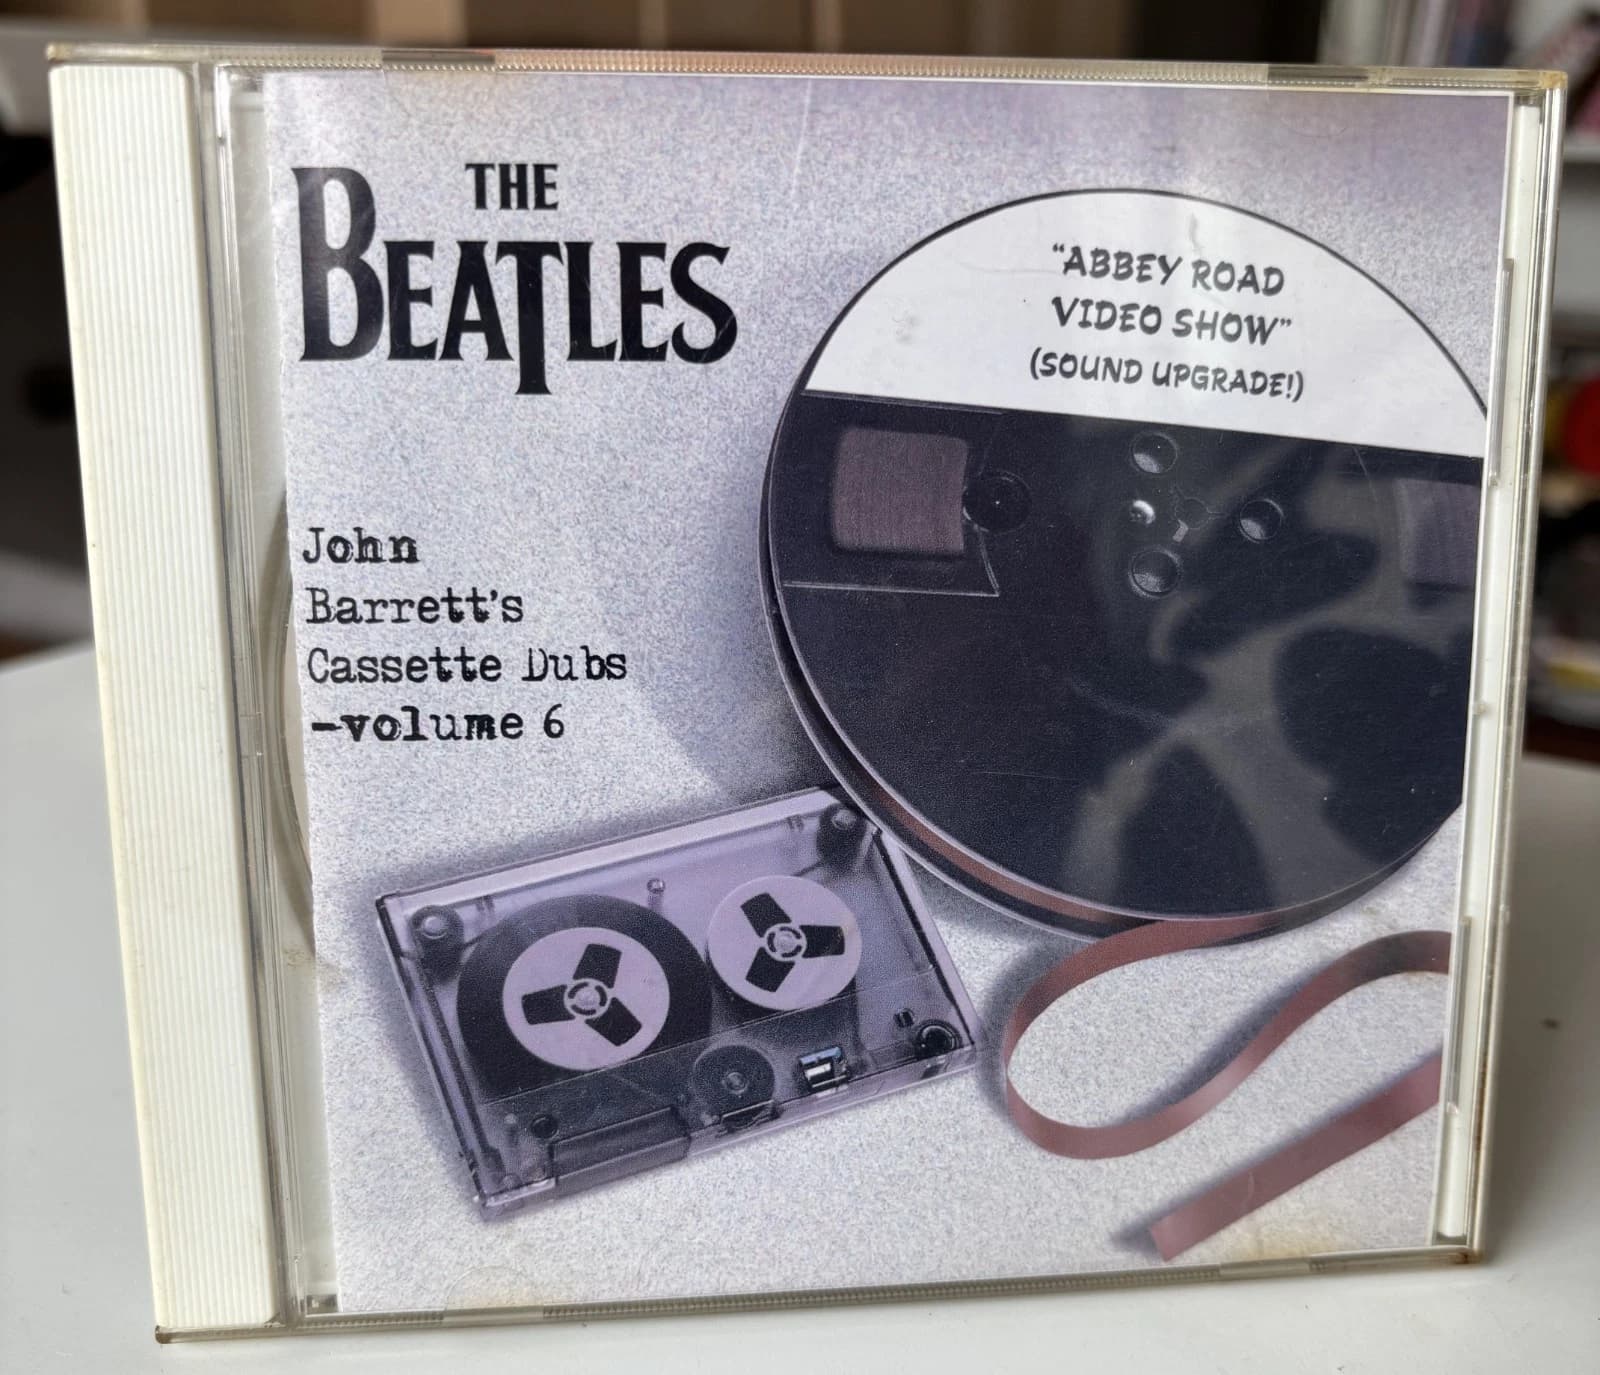 THE
BEATLES
"ABBEY ROAD
VIDEO SHOW"
(SOUND UPGRADE!)
John
Barrett's
Cassette Dubs
-volume 6